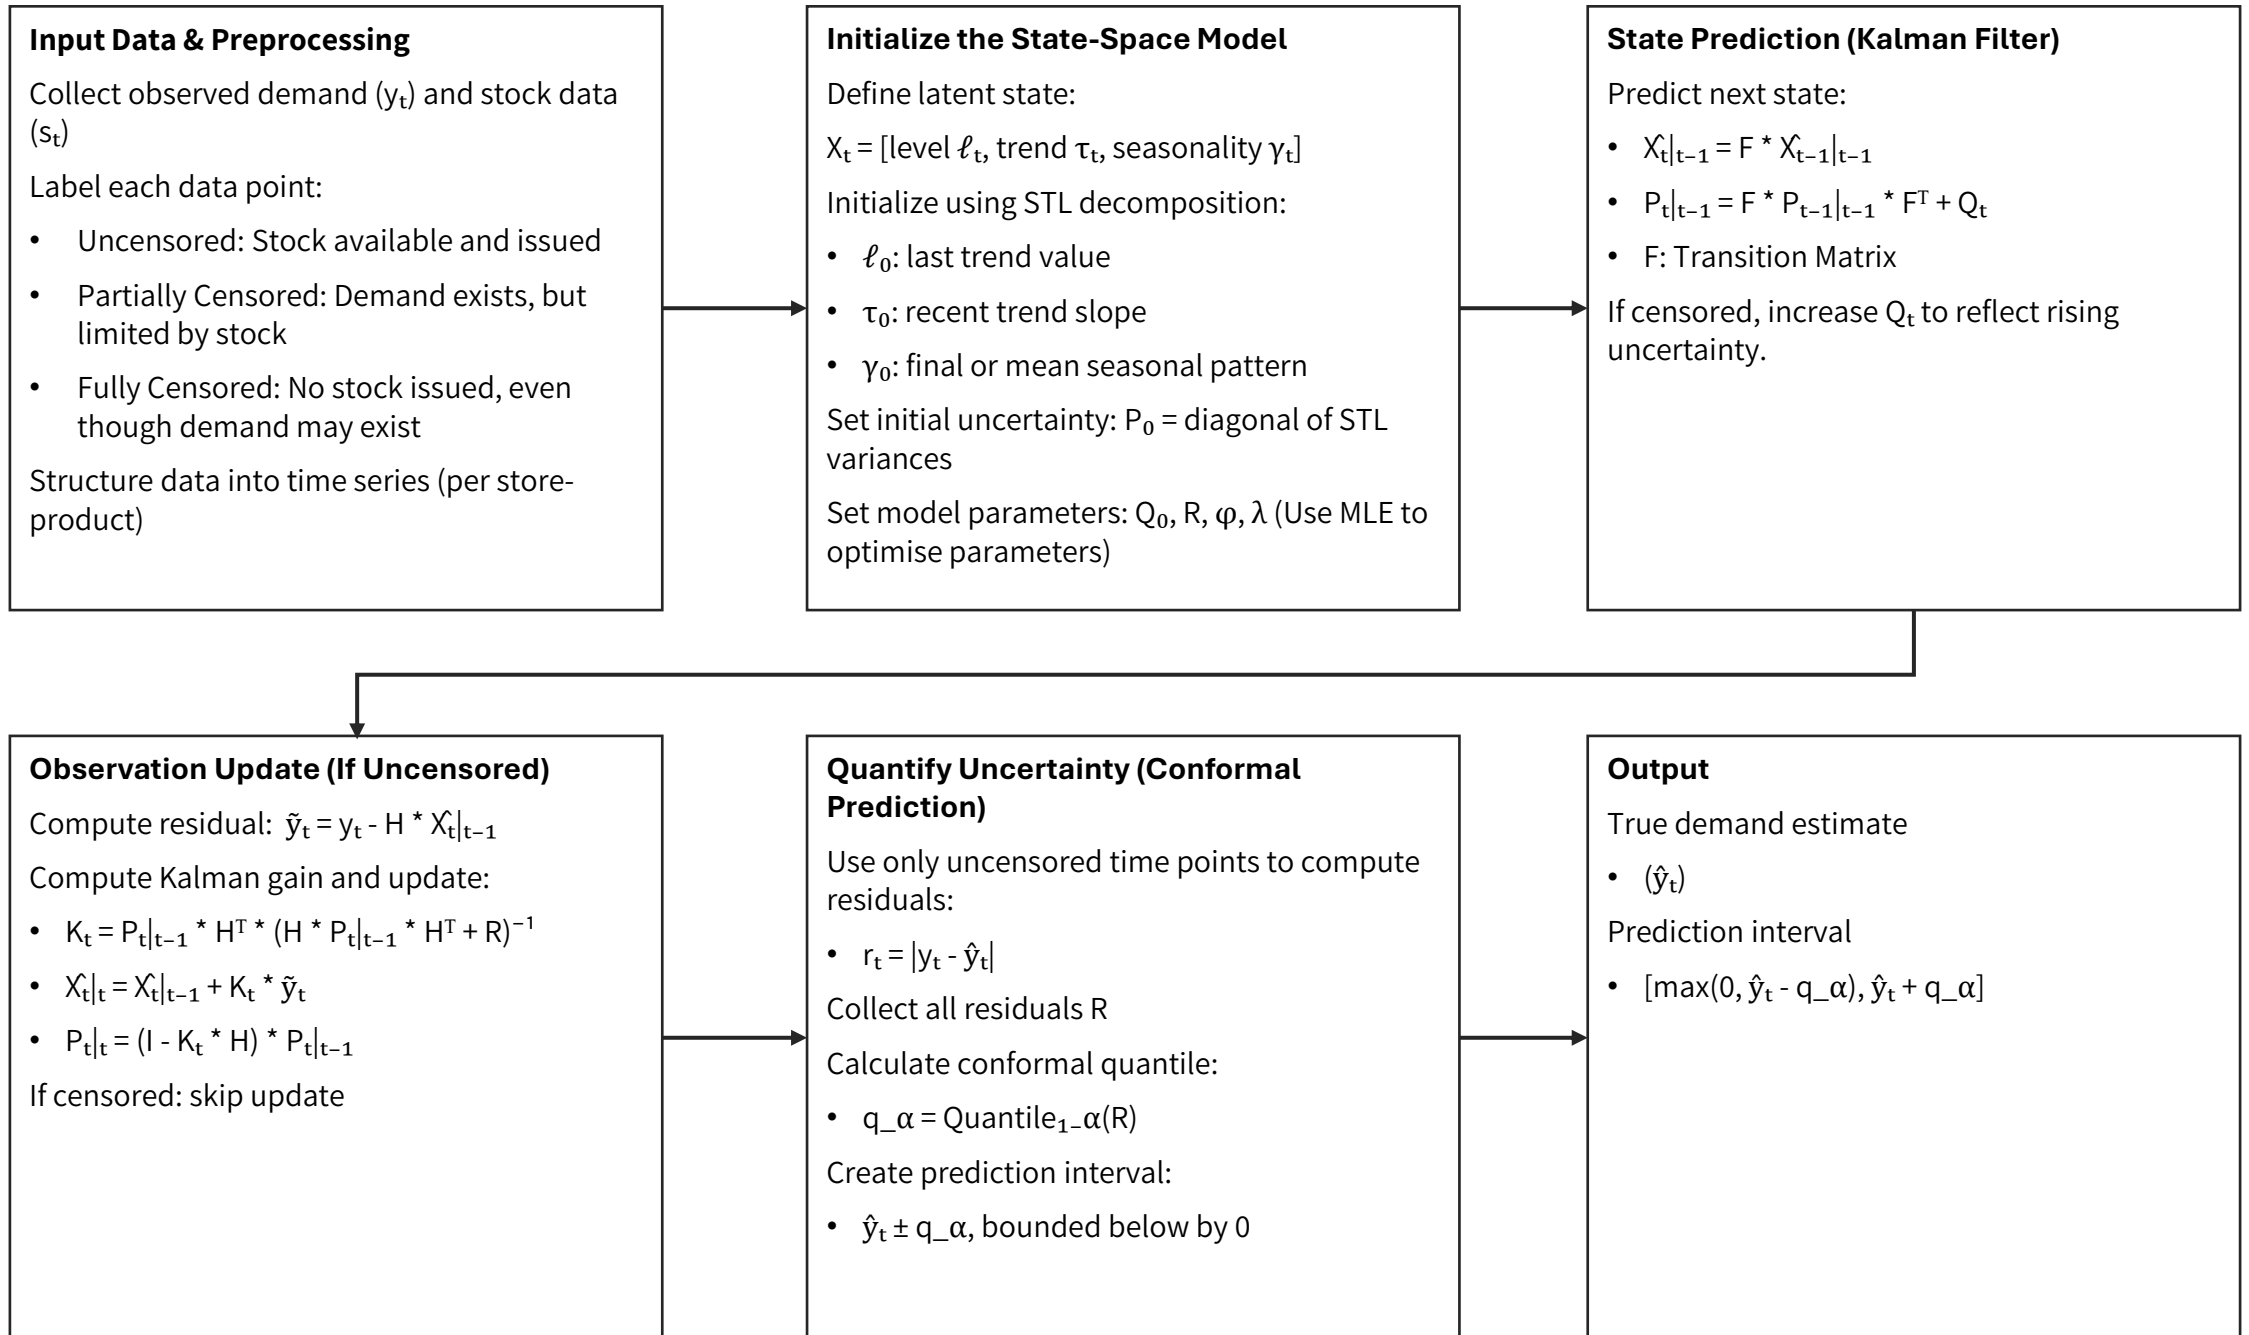 Input Data & Preprocessing
Collect observed demand (yₜ) and stock data
(sₜ)
Label each data point:
• Uncensored: Stock available and issued
• Partially Censored: Demand exists, but
limited by stock
• Fully Censored: No stock issued, even
though demand may exist
Structure data into time series (per store-
product)
Initialize the State-Space Model
Define latent state:
Xₜ = [level ℓₜ, trend τₜ, seasonality γₜ]
Initialize using STL decomposition:
• ℓ₀: last trend value
• τ₀: recent trend slope
• γ₀: final or mean seasonal pattern
Set initial uncertainty: P₀ = diagonal of STL
variances
Set model parameters: Q₀, R, φ, λ (Use MLE to
optimise parameters)
State Prediction (Kalman Filter)
Predict next state:
• X̂ₜ|ₜ₋₁ = F * X̂ₜ₋₁|ₜ₋₁
• Pₜ|ₜ₋₁ = F * Pₜ₋₁|ₜ₋₁ * Fᵀ + Qₜ
• F: Transition Matrix
If censored, increase Qₜ to reflect rising
uncertainty.
Observation Update (If Uncensored)
Compute residual: ỹₜ = yₜ - H * X̂ₜ|ₜ₋₁
Compute Kalman gain and update:
• Kₜ = Pₜ|ₜ₋₁ * Hᵀ * (H * Pₜ|ₜ₋₁ * Hᵀ + R)⁻¹
• X̂ₜ|ₜ = X̂ₜ|ₜ₋₁ + Kₜ * ỹₜ
• Pₜ|ₜ = (I - Kₜ * H) * Pₜ|ₜ₋₁
If censored: skip update
Quantify Uncertainty (Conformal
Prediction)
Use only uncensored time points to compute
residuals:
• rₜ = |yₜ - ŷₜ|
Collect all residuals R
Calculate conformal quantile:
• q_α = Quantile₁₋α(R)
Create prediction interval:
• ŷₜ ± q_α, bounded below by 0
Output
True demand estimate
• (ŷₜ)
Prediction interval
• [max(0, ŷₜ - q_α), ŷₜ + q_α]